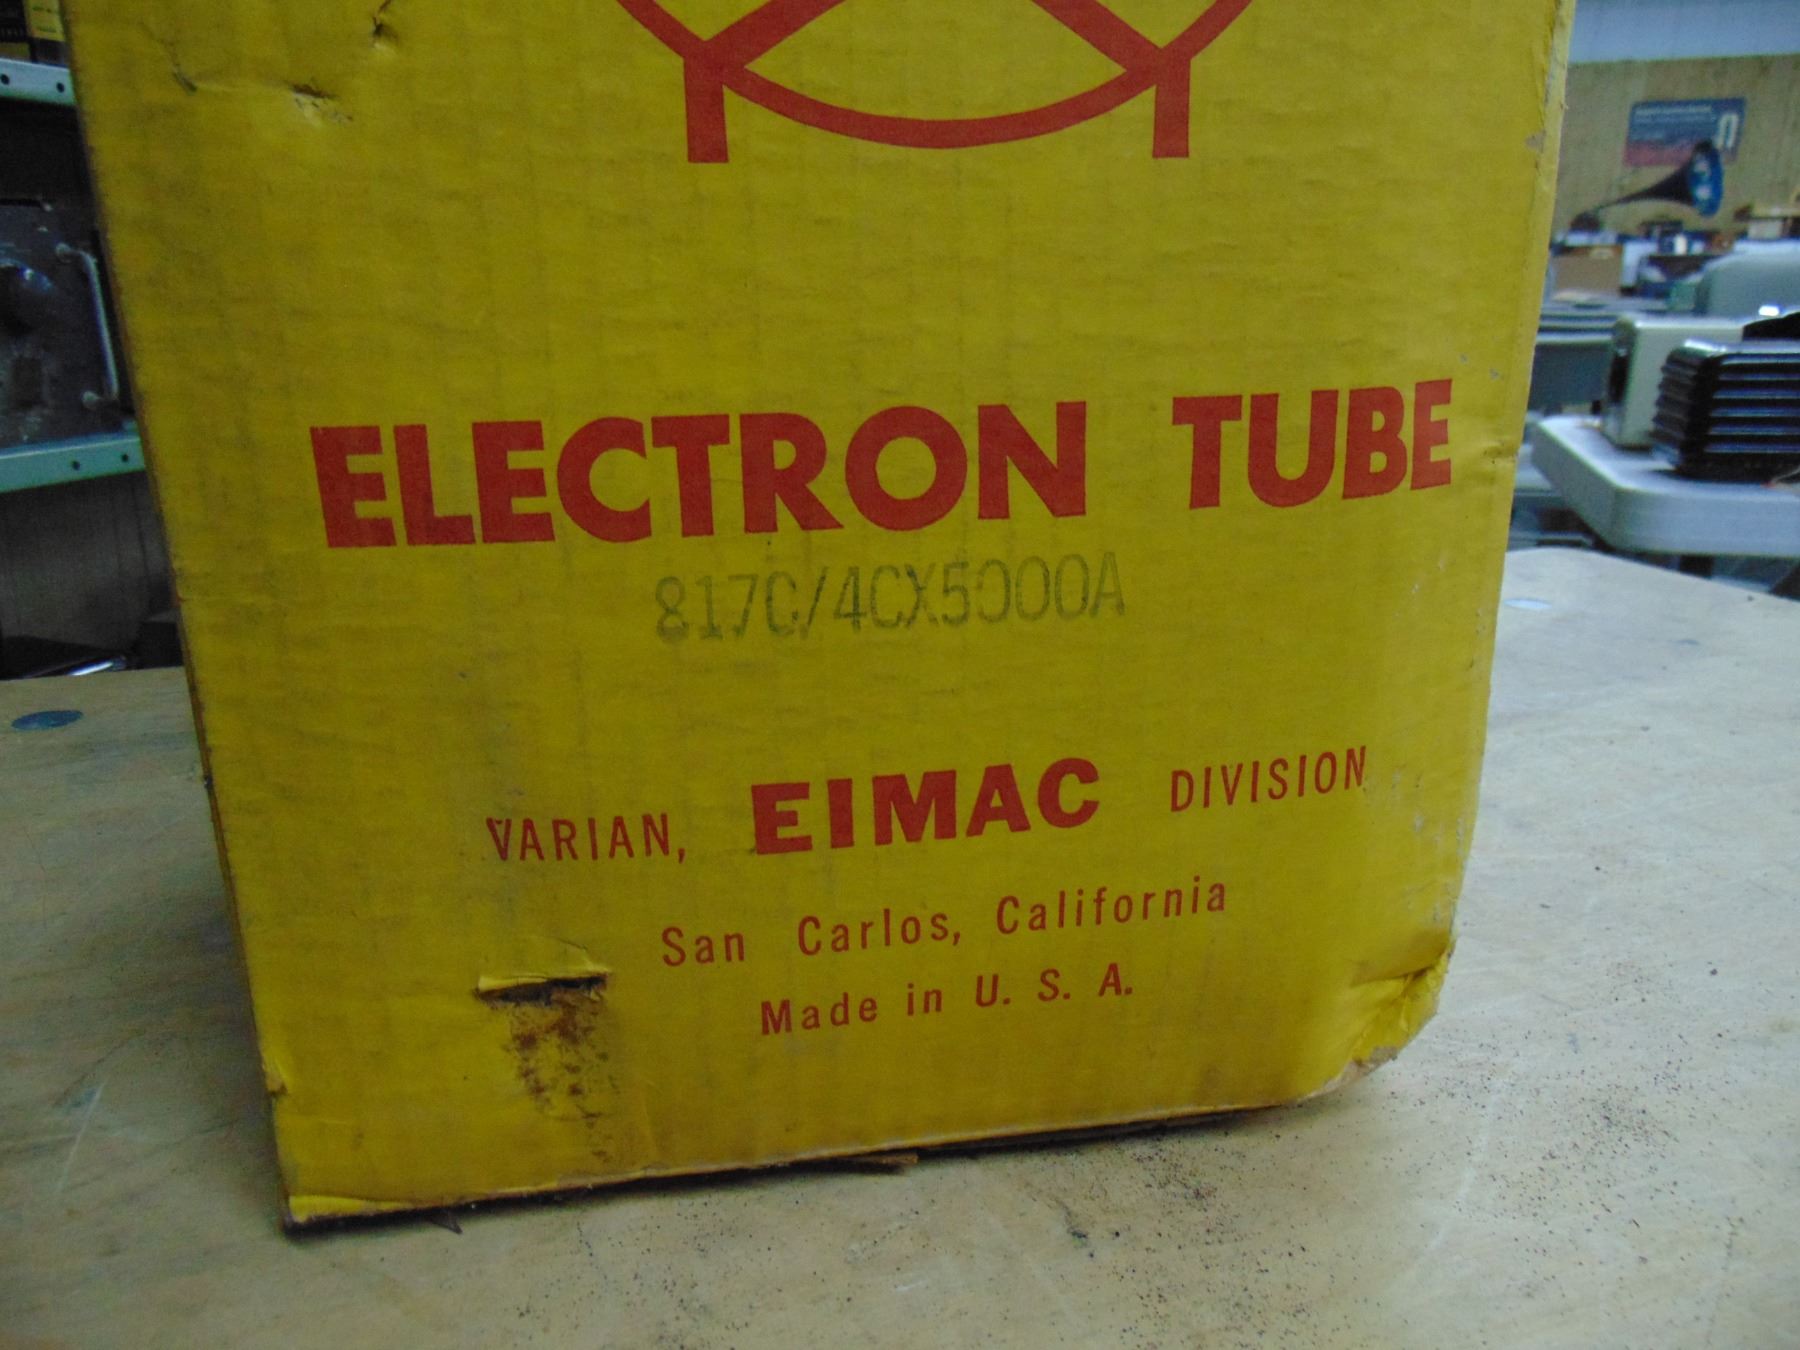 ELECTRON TUBE
8170/4CX5000A
VARIAN, EIMAC DIVISION
San Carlos, California
Made in U. S. A.